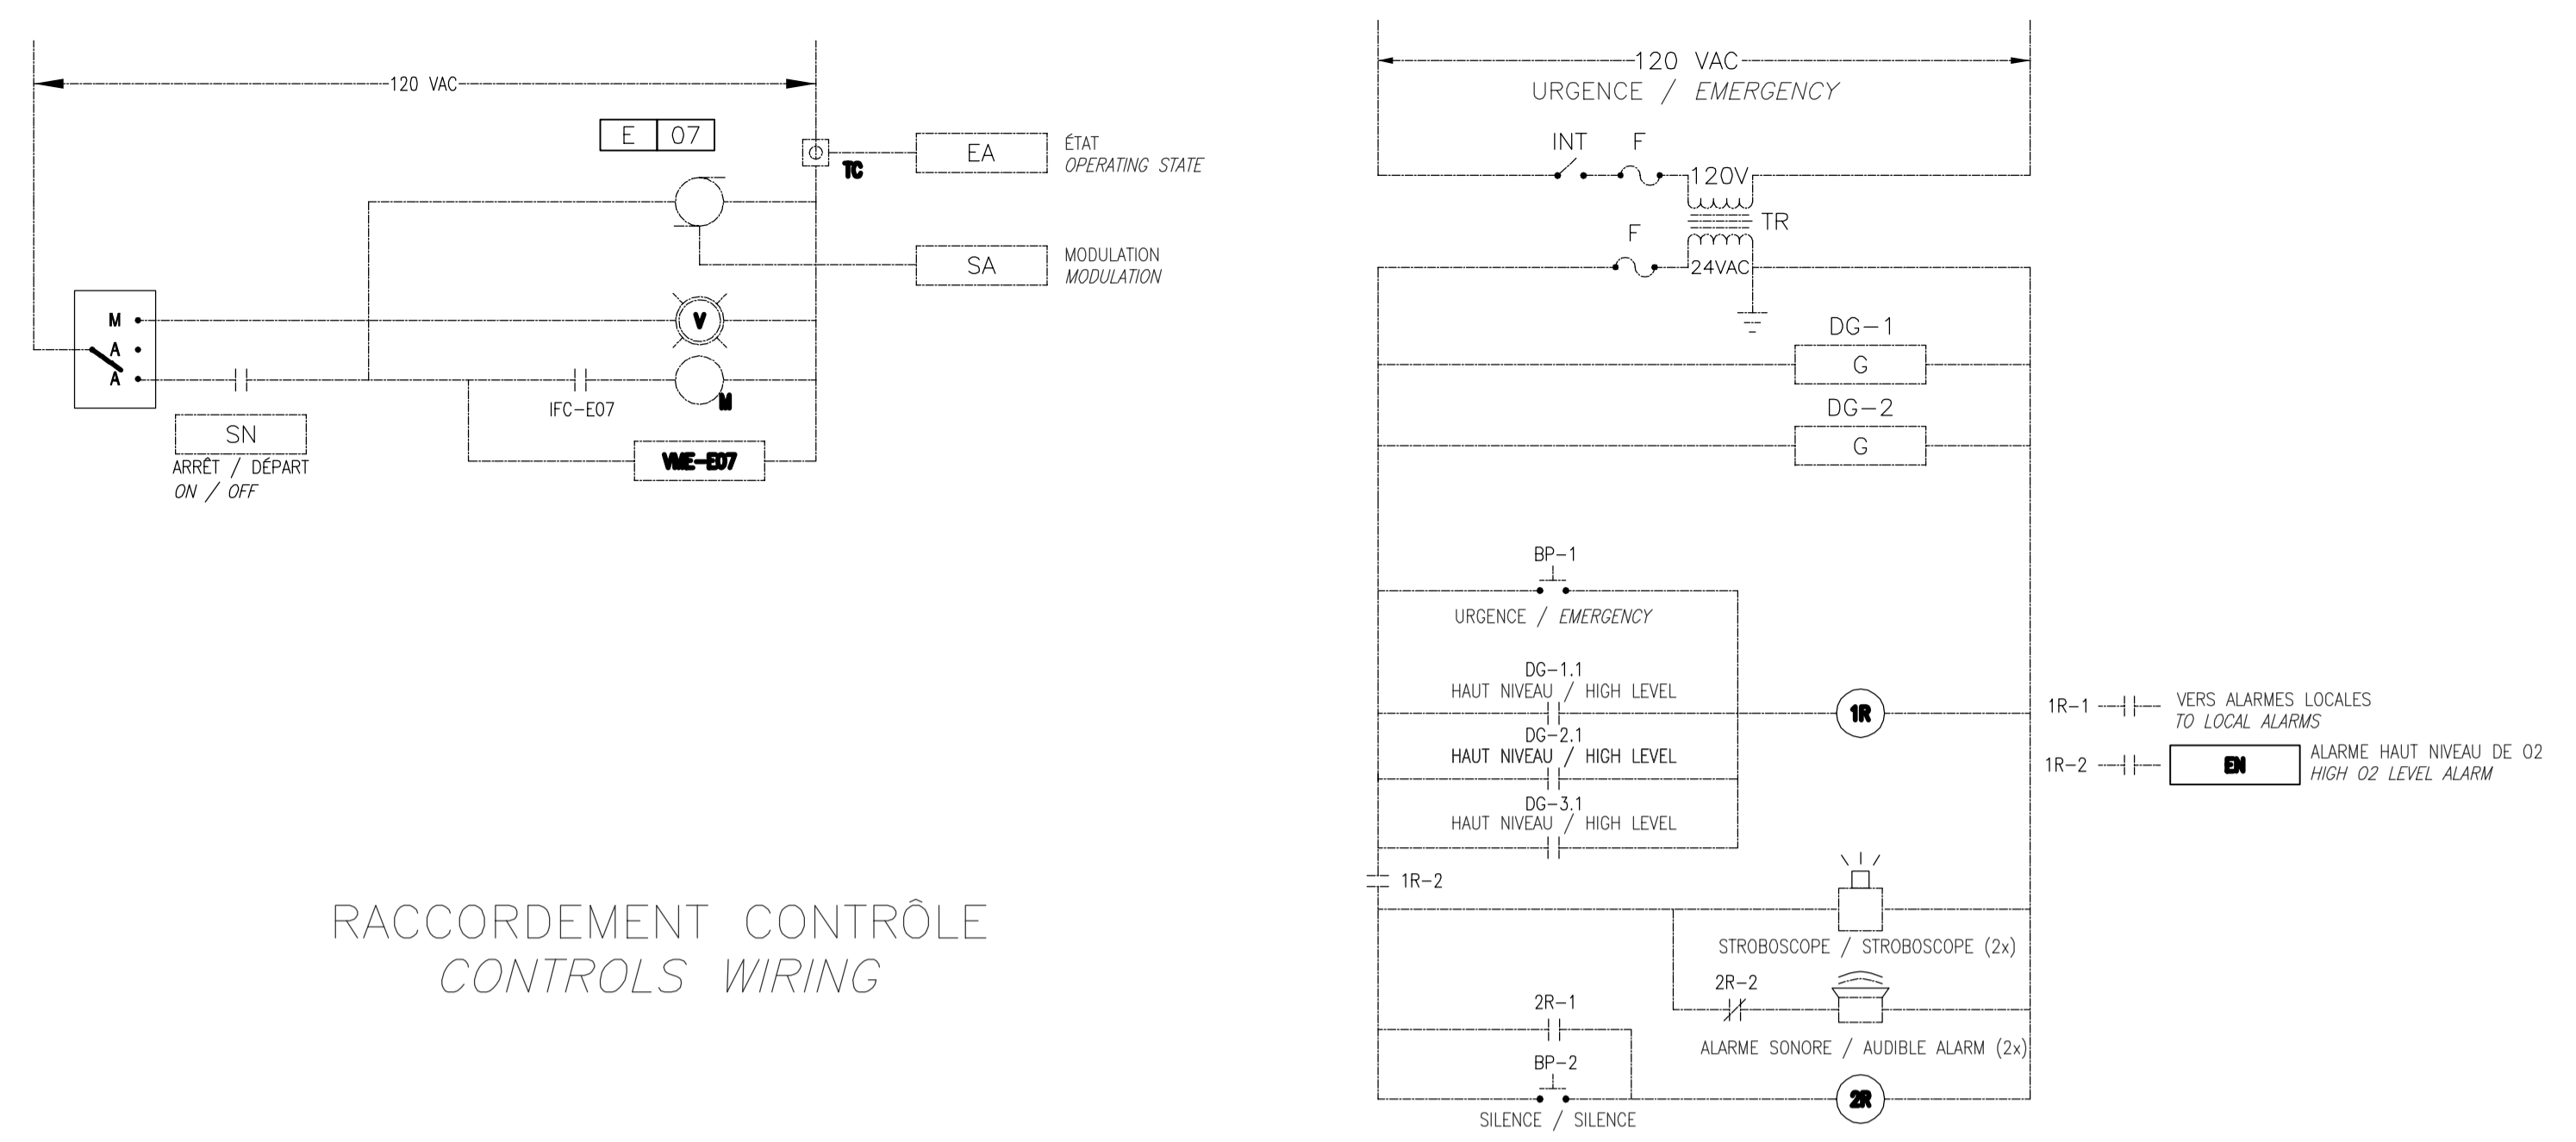 120 VAC
E 07
TC
EA
ÉTAT
OPERATING STATE
SA
MODULATION
MODULATION
M
A
A
V
M
IFC-E07
SN
ARRÊT / DÉPART
ON / OFF
VME-E07
RACCORDEMENT CONTRÔLE
CONTROLS WIRING
120 VAC
URGENCE / EMERGENCY
INT
F
120V
TR
F
24VAC
DG-1
G
DG-2
G
BP-1
URGENCE / EMERGENCY
DG-1.1
HAUT NIVEAU / HIGH LEVEL
1R
DG-2.1
HAUT NIVEAU / HIGH LEVEL
DG-3.1
HAUT NIVEAU / HIGH LEVEL
1R-1
VERS ALARMES LOCALES
TO LOCAL ALARMS
1R-2
EN
ALARME HAUT NIVEAU DE O2
HIGH O2 LEVEL ALARM
1R-2
STROBOSCOPE / STROBOSCOPE (2x)
2R-2
ALARME SONORE / AUDIBLE ALARM (2x)
2R-1
BP-2
2R
SILENCE / SILENCE